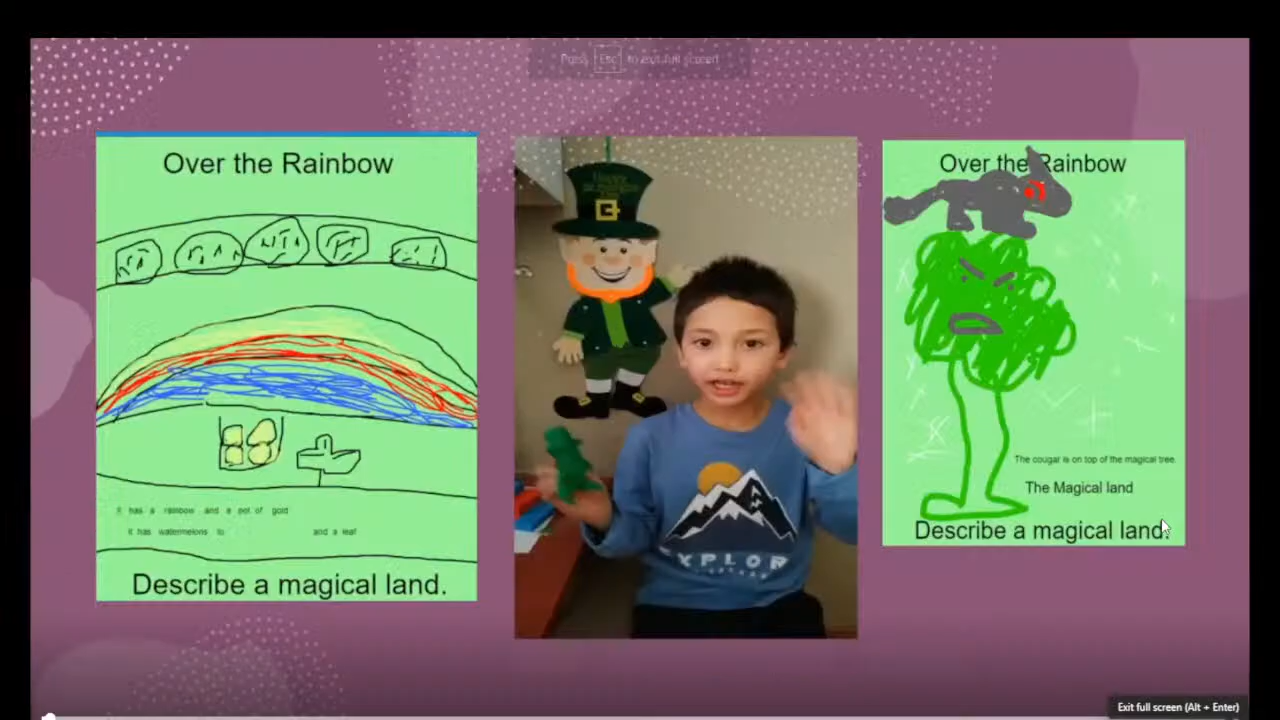 Press Esc to exit full screen
Over the Rainbow
It has a rainbow and a pot of gold
It has watermelons to and a leaf
Describe a magical land.
HAPPY
EXPLOR
Over the Rainbow
The cougar is on top of the magical tree.
The Magical land
Describe a magical land.
Exit full screen (Alt + Enter)